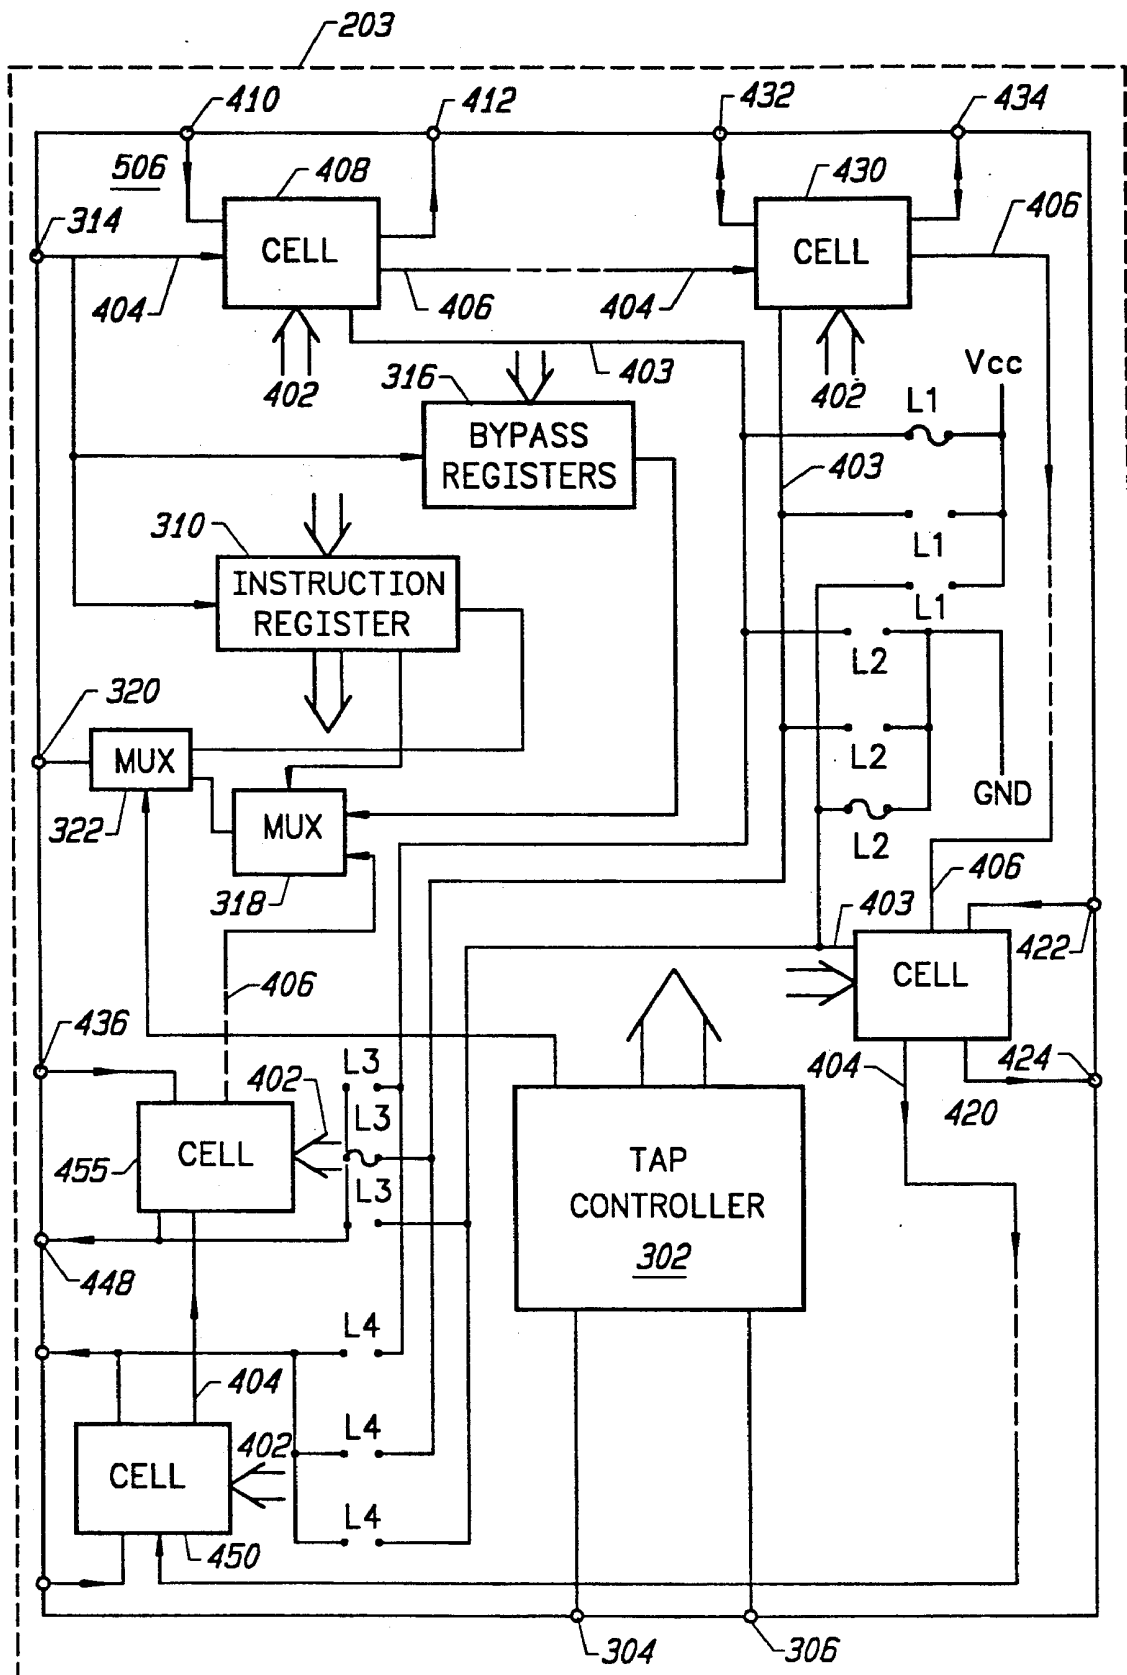 203
410
412
432
434
506
408
430
406
314
CELL
CELL
404
406
404
402
403
402
Vcc
316
L1
BYPASS
REGISTERS
403
310
L1
INSTRUCTION
REGISTER
L1
L2
320
MUX
L2
GND
322
MUX
L2
318
406
403
422
CELL
406
436
L3
402
404
424
L3
420
455
CELL
L3
TAP
CONTROLLER
302
448
L4
404
L4
402
CELL
L4
450
304
306